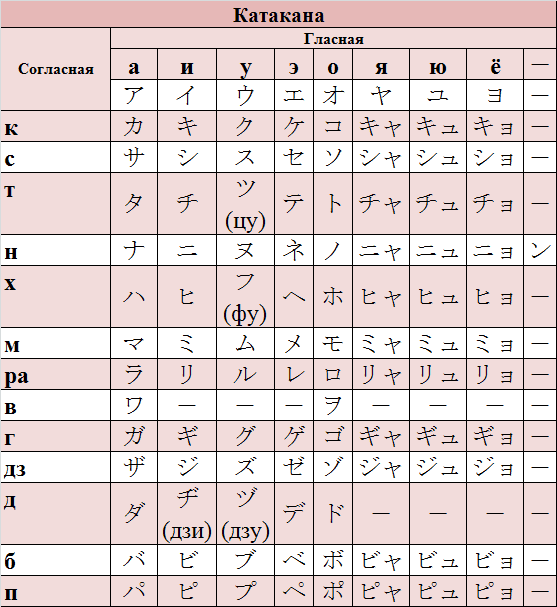 Катакана
Согласная Гласная
а и у э о я ю ё －
ア イ ウ エ オ ヤ ユ ヨ －
к カ キ ク ケ コ キャ キュ キョ －
с サ シ ス セ ソ シャ シュ ショ －
т タ チ ツ (цу) テ ト チャ チュ チョ －
н ナ ニ ヌ ネ ノ ニャ ニュ ニョ ン
х ハ ヒ フ (фу) ヘ ホ ヒャ ヒュ ヒョ －
м マ ミ ム メ モ ミャ ミュ ミョ －
ра ラ リ ル レ ロ リャ リュ リョ －
в ワ － － － ヲ － － － －
г ガ ギ グ ゲ ゴ ギャ ギュ ギョ －
дз ザ ジ ズ ゼ ゾ ジャ ジュ ジョ －
д ダ ヂ (дзи) ヅ (дзу) デ ド － － － －
б バ ビ ブ ベ ボ ビャ ビュ ビョ －
п パ ピ プ ペ ポ ピャ ピュ ピョ －